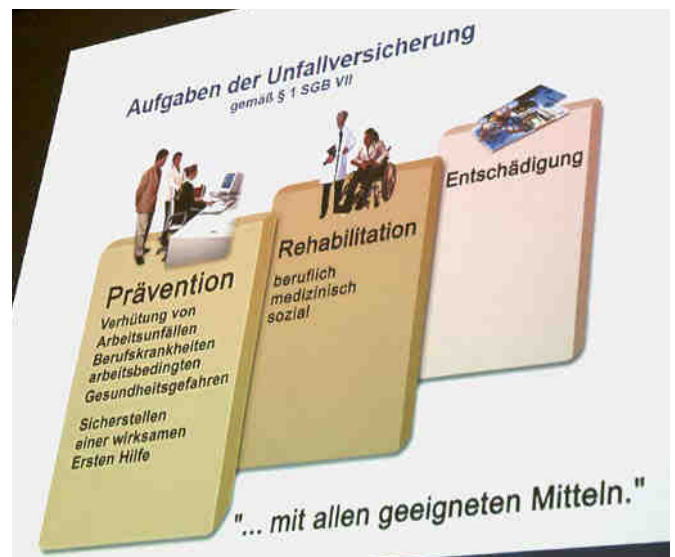 Aufgaben der Unfallversicherung
gemäß § 1 SGB VII
Prävention
Verhütung von
Arbeitsunfällen
Berufskrankheiten
arbeitsbedingten
Gesundheitsgefahren
Sicherstellen
einer wirksamen
Ersten Hilfe
Rehabilitation
beruflich
medizinisch
sozial
Entschädigung
"... mit allen geeigneten Mitteln."